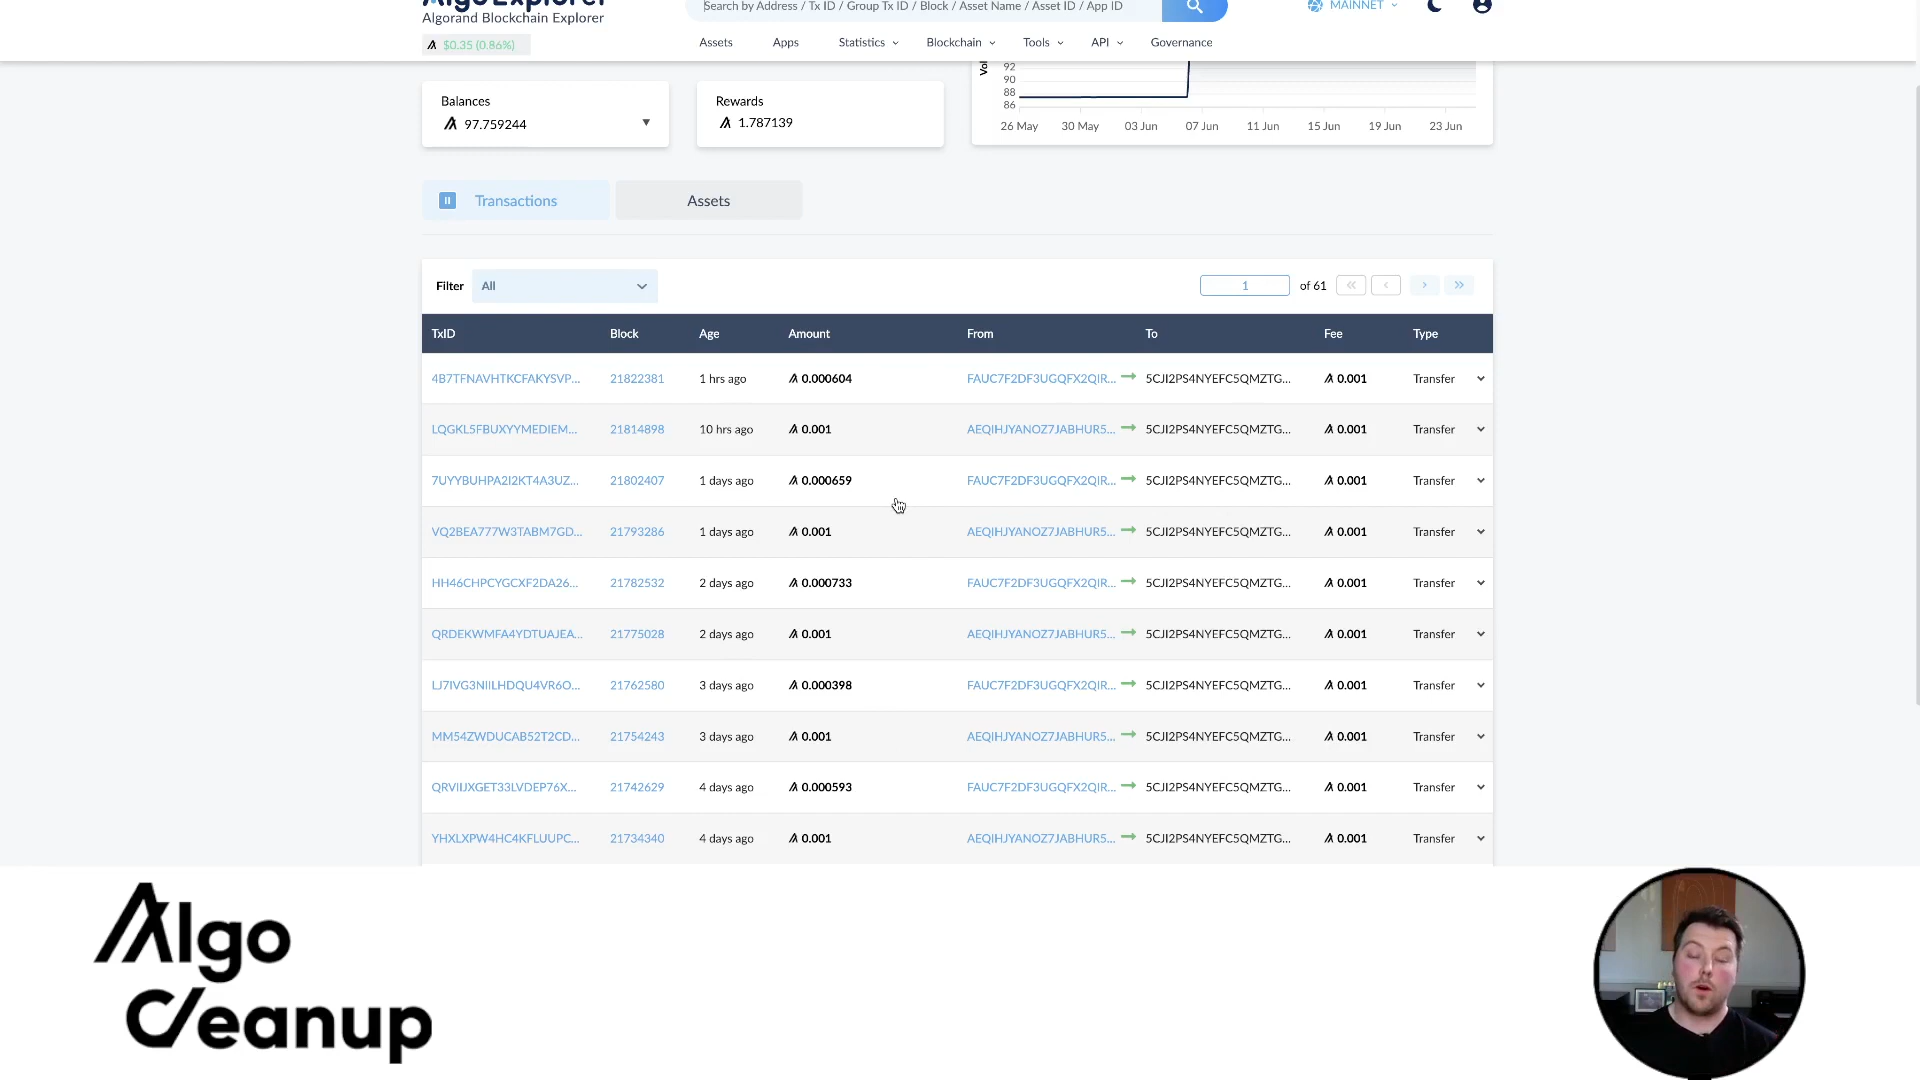 AlgoExplorer
Algorand Blockchain Explorer
$0.35 (0.86%)
Search by Address / Tx ID / Group Tx ID / Block / Asset Name / Asset ID / App ID
MAINNET
Assets Apps Statistics Blockchain Tools API Governance
Balances
97.759244
Rewards
1.787139
Vol
92
90
88
86
26 May 30 May 03 Jun 07 Jun 11 Jun 15 Jun 19 Jun 23 Jun
Transactions Assets
Filter All 1 of 61
TxID Block Age Amount From To Fee Type
4B7TFNAVHTKCFAKYSVP... 21822381 1 hrs ago 0.000604 FAUC7F2DF3UGQFX2QIR... 5CJI2PS4NYEFC5QMZTG... 0.001 Transfer
LQGKL5FBUXYYMEDIEM... 21814898 10 hrs ago 0.001 AEQIHJYANOZ7JABHUR5... 5CJI2PS4NYEFC5QMZTG... 0.001 Transfer
7UYYBUHPA2I2KT4A3UZ... 21802407 1 days ago 0.000659 FAUC7F2DF3UGQFX2QIR... 5CJI2PS4NYEFC5QMZTG... 0.001 Transfer
VQ2BEA777W3TABM7GD... 21793286 1 days ago 0.001 AEQIHJYANOZ7JABHUR5... 5CJI2PS4NYEFC5QMZTG... 0.001 Transfer
HH46CHPCYGCXF2DA26... 21782532 2 days ago 0.000733 FAUC7F2DF3UGQFX2QIR... 5CJI2PS4NYEFC5QMZTG... 0.001 Transfer
QRDEKWMFA4YDTUAJEA... 21775028 2 days ago 0.001 AEQIHJYANOZ7JABHUR5... 5CJI2PS4NYEFC5QMZTG... 0.001 Transfer
LJ7IVG3NIILHDQU4VR6O... 21762580 3 days ago 0.000398 FAUC7F2DF3UGQFX2QIR... 5CJI2PS4NYEFC5QMZTG... 0.001 Transfer
MM54ZWDUCAB52T2CD... 21754243 3 days ago 0.001 AEQIHJYANOZ7JABHUR5... 5CJI2PS4NYEFC5QMZTG... 0.001 Transfer
QRVIIJXGET33LVDEP76X... 21742629 4 days ago 0.000593 FAUC7F2DF3UGQFX2QIR... 5CJI2PS4NYEFC5QMZTG... 0.001 Transfer
YHXLXPW4HC4KFLUUPC... 21734340 4 days ago 0.001 AEQIHJYANOZ7JABHUR5... 5CJI2PS4NYEFC5QMZTG... 0.001 Transfer
Algo
Cleanup